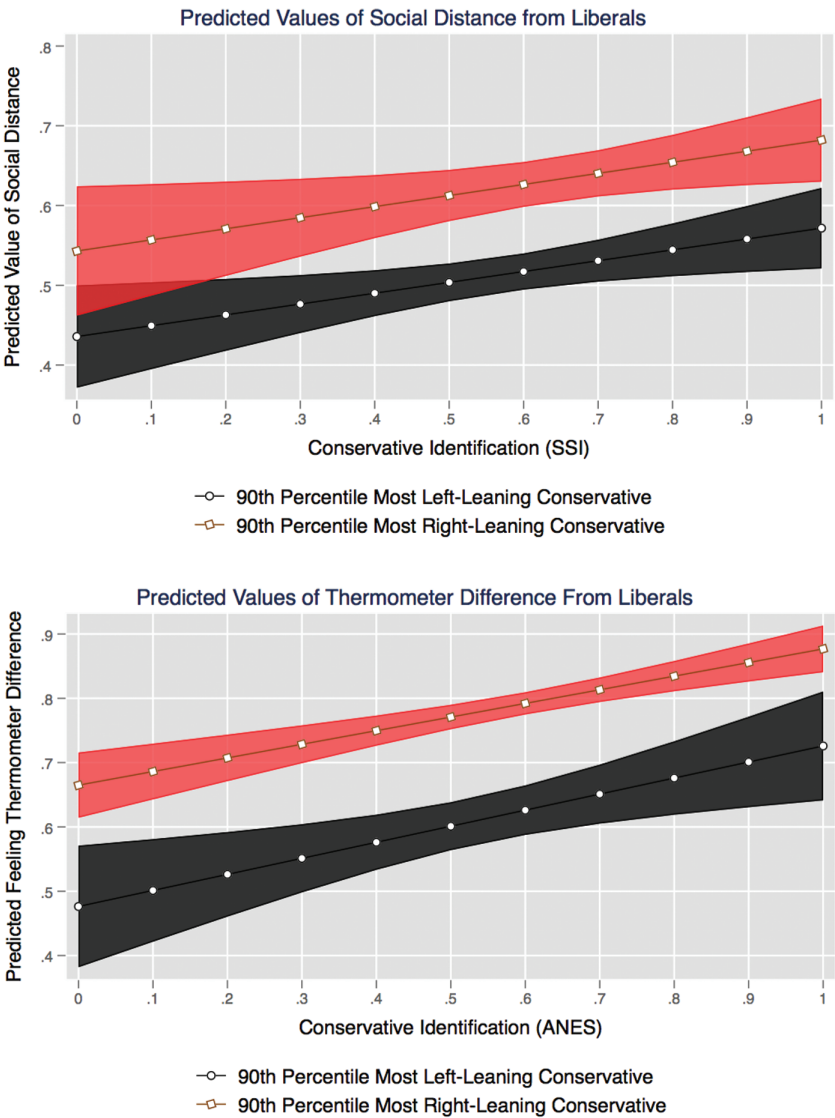 Predicted Values of Social Distance from Liberals
Predicted Value of Social Distance
.8
.7
.6
.5
.4
0 .1 .2 .3 .4 .5 .6 .7 .8 .9 1
Conservative Identification (SSI)
90th Percentile Most Left-Leaning Conservative
90th Percentile Most Right-Leaning Conservative
Predicted Values of Thermometer Difference From Liberals
Predicted Feeling Thermometer Difference
.9
.8
.7
.6
.5
.4
0 .1 .2 .3 .4 .5 .6 .7 .8 .9 1
Conservative Identification (ANES)
90th Percentile Most Left-Leaning Conservative
90th Percentile Most Right-Leaning Conservative